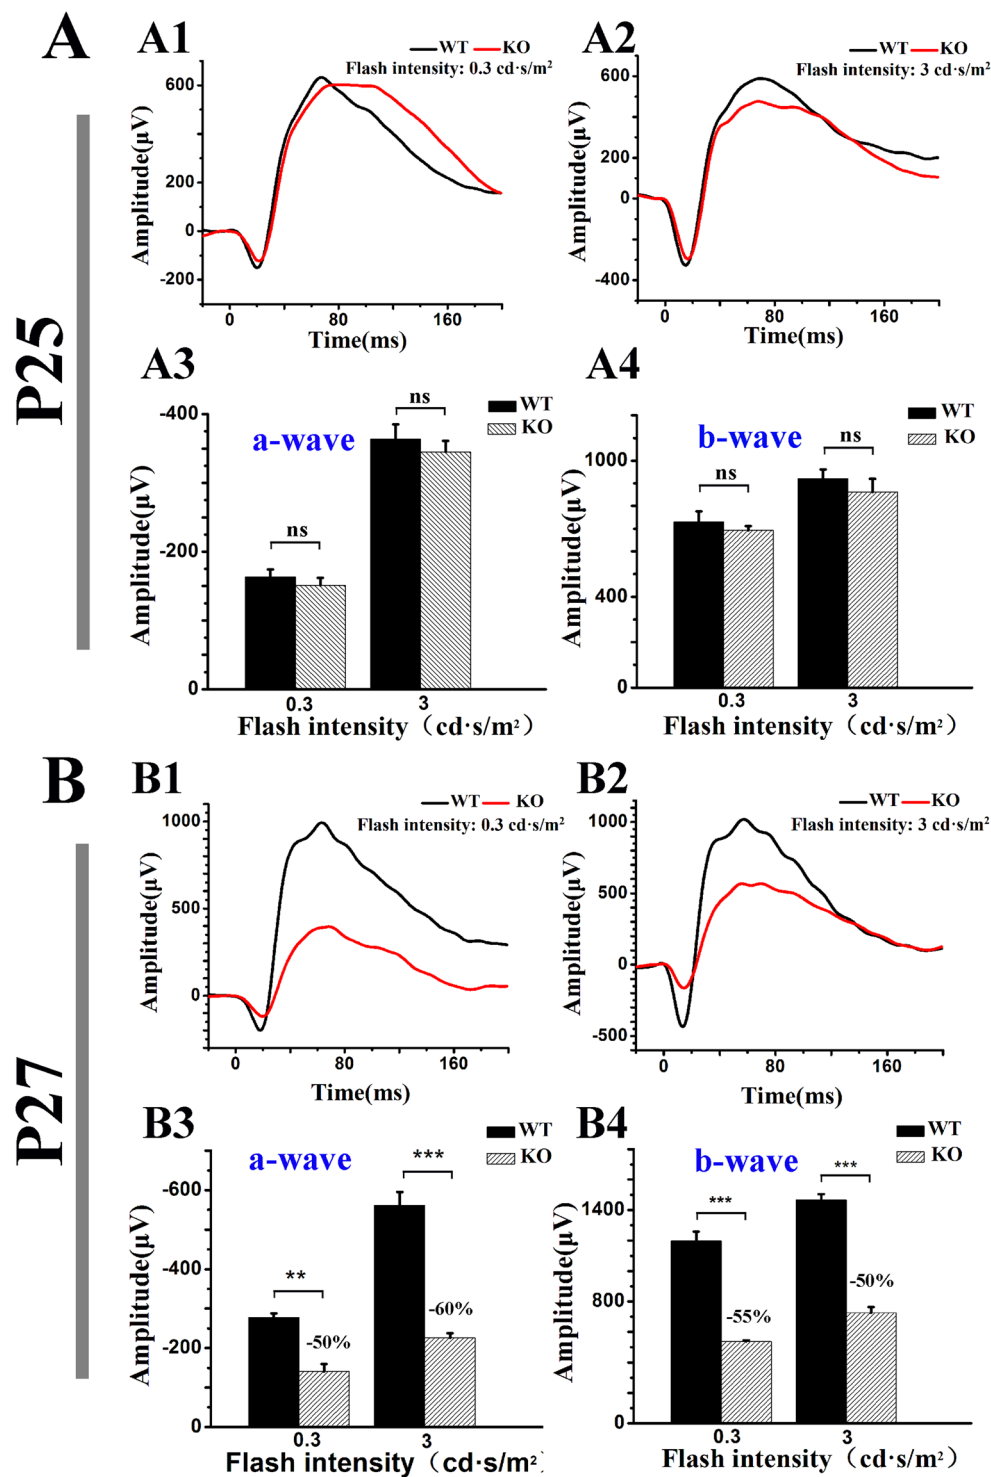 A
P25
A1
WT KO
Flash intensity: 0.3 cd·s/m²
600
200
-200
Amplitude(μV)
0 80 160
Time(ms)
A2
WT KO
Flash intensity: 3 cd·s/m²
600
200
0
-400
Amplitude(μV)
0 80 160
Time(ms)
A3
WT
KO
a-wave
ns
ns
-400
-200
0
Amplitude(μV)
0.3 3
Flash intensity（cd·s/m²）
A4
WT
KO
b-wave
ns
ns
1000
400
0
Amplitude(μV)
0.3 3
Flash intensity（cd·s/m²）
B
P27
B1
WT KO
Flash intensity: 0.3 cd·s/m²
1000
500
0
Amplitude(μV)
0 80 160
Time(ms)
B2
WT KO
Flash intensity: 3 cd·s/m²
1000
500
0
-500
Amplitude(μV)
0 80 160
Time(ms)
B3
WT
KO
a-wave
***
**
-60%
-50%
-600
-400
-200
0
Amplitude(μV)
0.3 3
Flash intensity（cd·s/m²）
B4
WT
KO
b-wave
***
***
-50%
-55%
1400
800
0
Amplitude(μV)
0.3 3
Flash intensity（cd·s/m²）